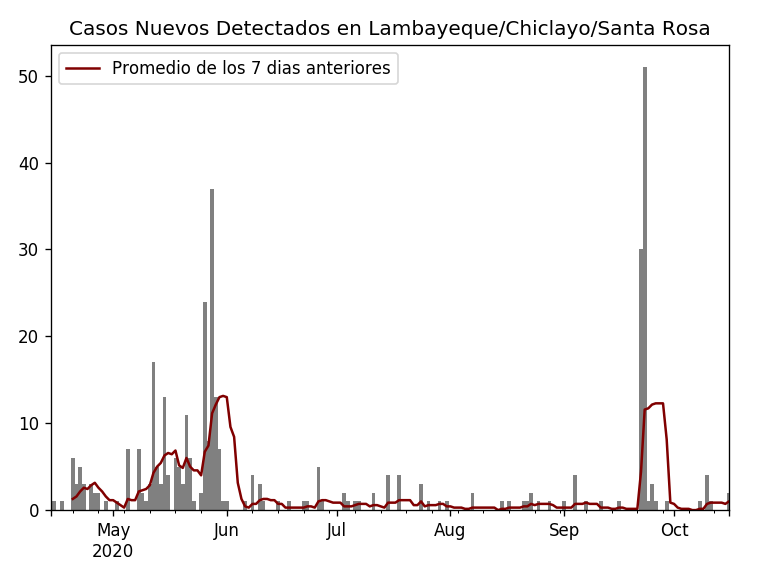 Casos Nuevos Detectados en Lambayeque/Chiclayo/Santa Rosa
Promedio de los 7 dias anteriores
50
40
30
20
10
0
May Jun Jul Aug Sep Oct
2020